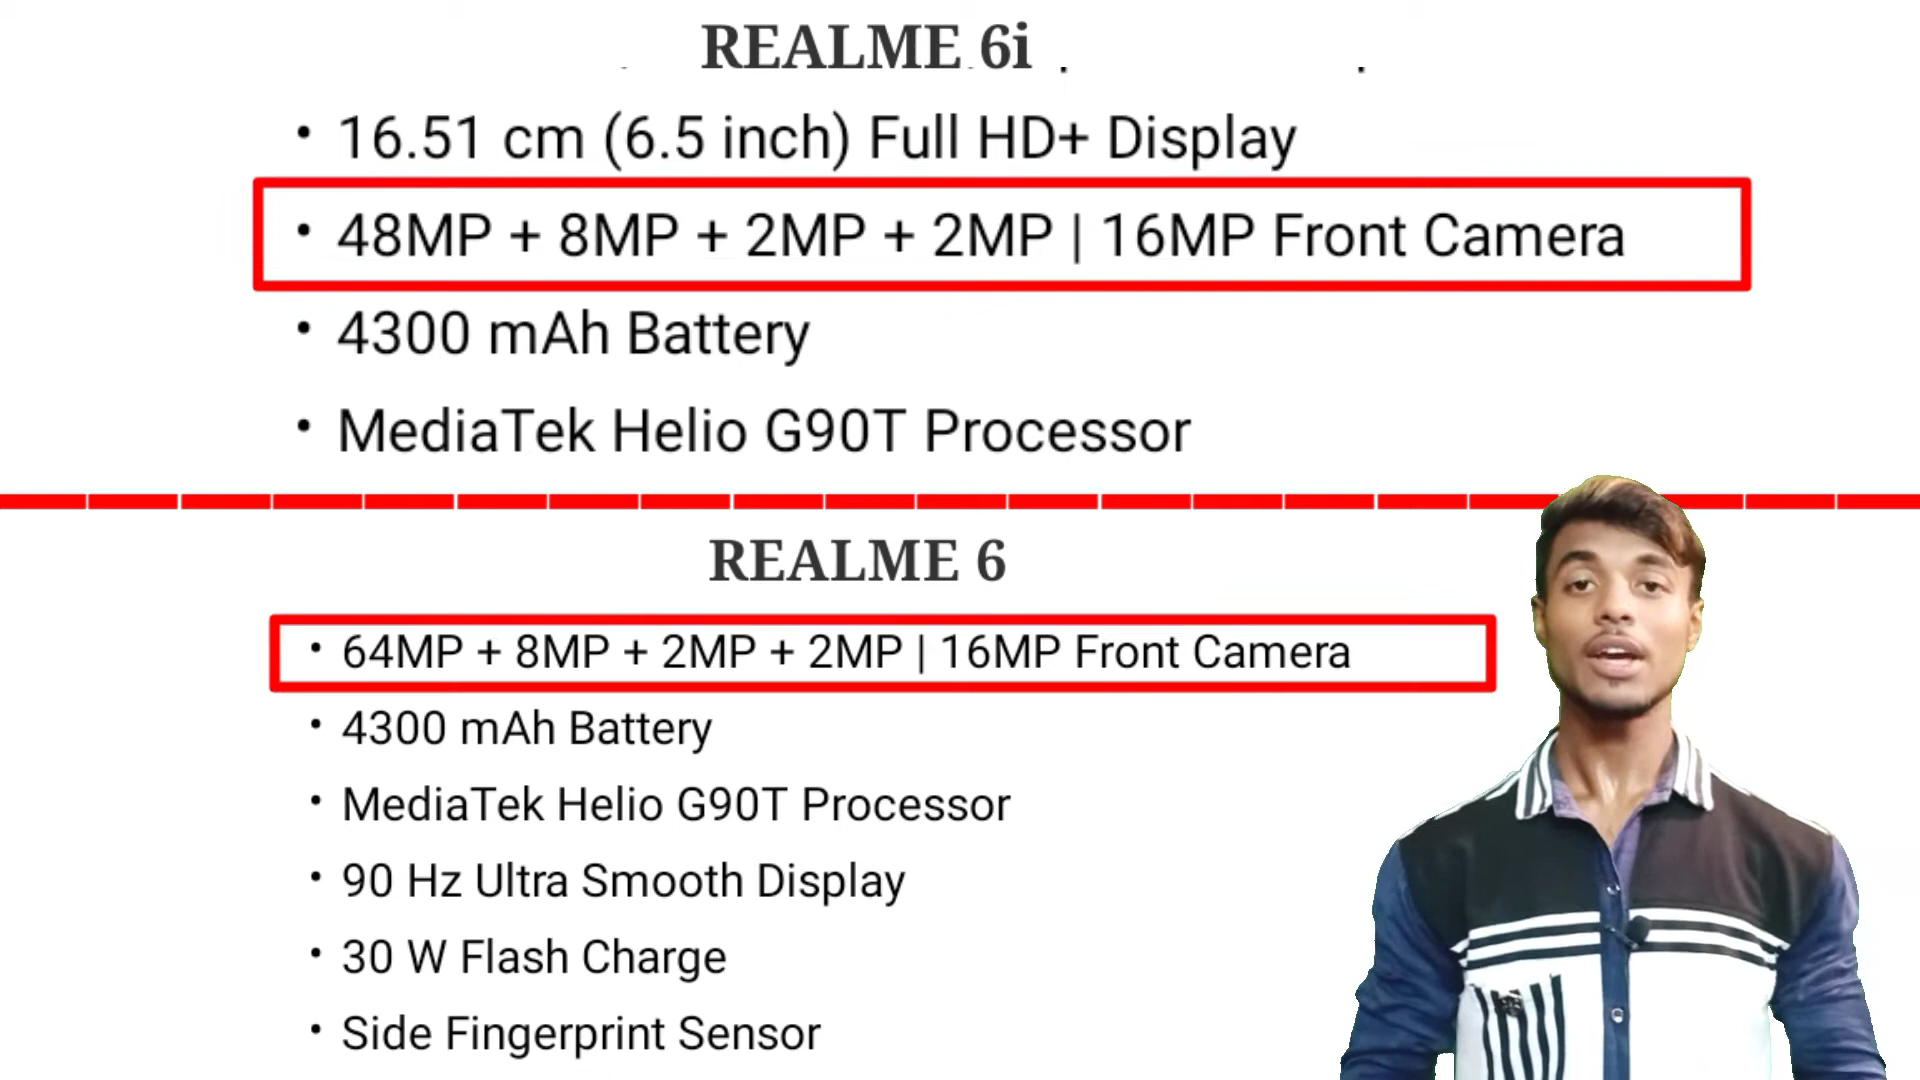 REALME 6i
• 16.51 cm (6.5 inch) Full HD+ Display
• 48MP + 8MP + 2MP + 2MP | 16MP Front Camera
• 4300 mAh Battery
• MediaTek Helio G90T Processor
REALME 6
• 64MP + 8MP + 2MP + 2MP | 16MP Front Camera
• 4300 mAh Battery
• MediaTek Helio G90T Processor
• 90 Hz Ultra Smooth Display
• 30 W Flash Charge
• Side Fingerprint Sensor